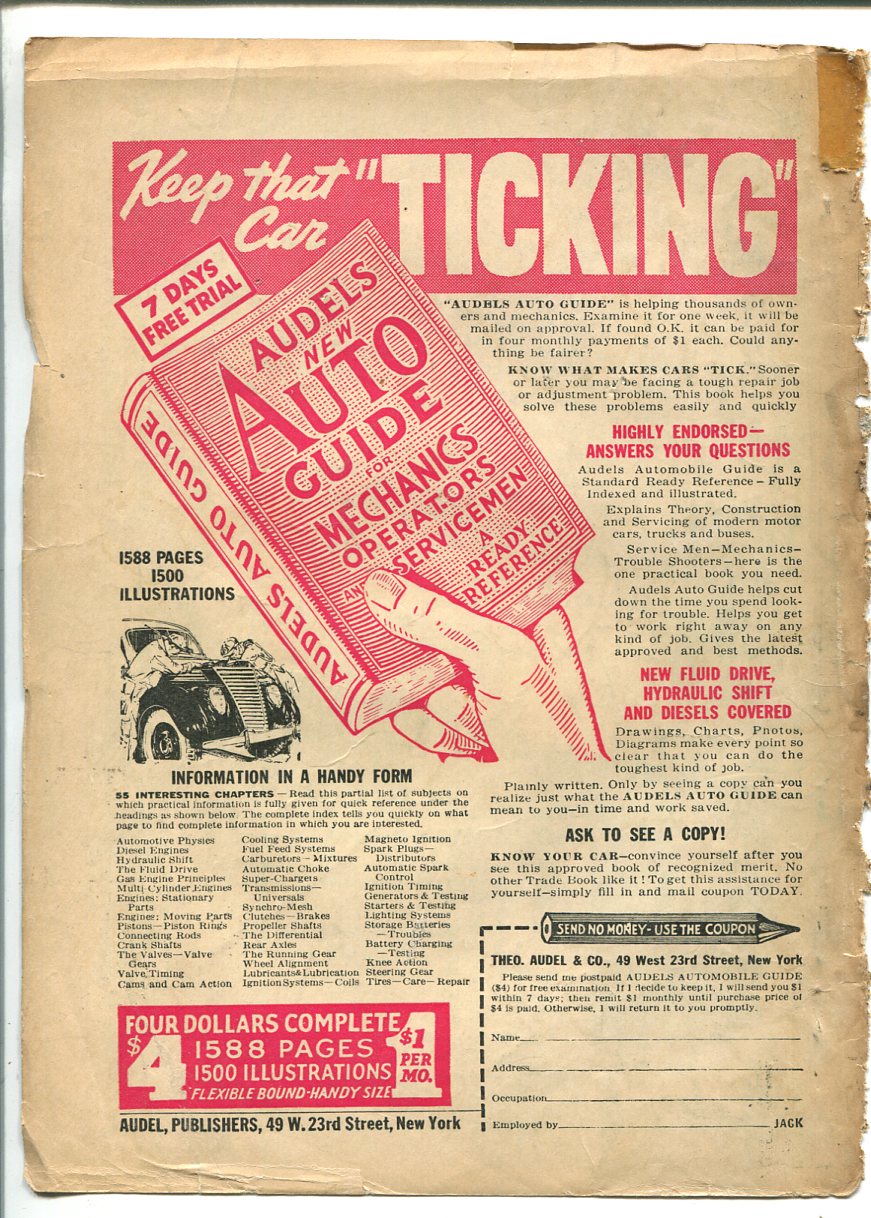 Keep that "TICKING"
Car
7 DAYS
FREE TRIAL
AUDELS
NEW
AUTO
GUIDE
FOR
MECHANICS
OPERATORS
AND SERVICEMEN
A
READY
REFERENCE
AUDELS AUTO GUIDE
1588 PAGES
1500
ILLUSTRATIONS
"AUDELS AUTO GUIDE" is helping thousands of own-
ers and mechanics. Examine it for one week, it will be
mailed on approval. If found O.K. it can be paid for
in four monthly payments of $1 each. Could any-
thing be fairer?
KNOW WHAT MAKES CARS "TICK." Sooner
or later you may be facing a tough repair job
or adjustment problem. This book helps you
solve these problems easily and quickly
HIGHLY ENDORSED—
ANSWERS YOUR QUESTIONS
Audels Automobile Guide is a
Standard Ready Reference – Fully
Indexed and illustrated.
Explains Theory, Construction
and Servicing of modern motor
cars, trucks and buses.
Service Men—Mechanics—
Trouble Shooters—here is the
one practical book you need.
Audels Auto Guide helps cut
down the time you spend look-
ing for trouble. Helps you get
to work right away on any
kind of job. Gives the latest
approved and best methods.
NEW FLUID DRIVE,
HYDRAULIC SHIFT
AND DIESELS COVERED
Drawings, Charts, Photos,
Diagrams make every point so
clear that you can do the
toughest kind of job.
Plainly written. Only by seeing a copy can you
realize just what the AUDELS AUTO GUIDE can
mean to you—in time and work saved.
ASK TO SEE A COPY!
KNOW YOUR CAR—convince yourself after you
see this approved book of recognized merit. No
other Trade Book like it! To get this assistance for
yourself—simply fill in and mail coupon TODAY.
INFORMATION IN A HANDY FORM
55 INTERESTING CHAPTERS — Read this partial list of subjects on
which practical information is fully given for quick reference under the
headings as shown below. The complete index tells you quickly on what
page to find complete information in which you are interested.
Automotive Physics
Diesel Engines
Hydraulic Shift
The Fluid Drive
Gas Engine Principles
Multi-Cylinder Engines
Engines: Stationary
Parts
Engines: Moving Parts
Pistons – Piston Rings
Connecting Rods
Crank Shafts
The Valves—Valve
Gears
Valve Timing
Cams and Cam Action
Cooling Systems
Fuel Feed Systems
Carburetors – Mixtures
Automatic Choke
Super-Chargers
Transmissions—
Universals
Synchro-Mesh
Clutches – Brakes
Propeller Shafts
The Differential
Rear Axles
The Running Gear
Wheel Alignment
Lubricants & Lubrication
Ignition Systems – Coils
Magneto Ignition
Spark Plugs—
Distributors
Automatic Spark
Control
Ignition Timing
Generators & Testing
Starters & Testing
Lighting Systems
Storage Batteries
—Troubles
Battery Charging
—Testing
Knee Action
Steering Gear
Tires – Care – Repair
FOUR DOLLARS COMPLETE
$4 1588 PAGES
1500 ILLUSTRATIONS
FLEXIBLE BOUND-HANDY SIZE
$1
PER
MO.
1
AUDEL, PUBLISHERS, 49 W. 23rd Street, New York
SEND NO MONEY - USE THE COUPON
THEO. AUDEL & CO., 49 West 23rd Street, New York
Please send me postpaid AUDELS AUTOMOBILE GUIDE
($4) for free examination. If I decide to keep it, I will send you $1
within 7 days; then remit $1 monthly until purchase price of
$4 is paid. Otherwise, I will return it to you promptly.
Name
Address
Occupation
Employed by JACK